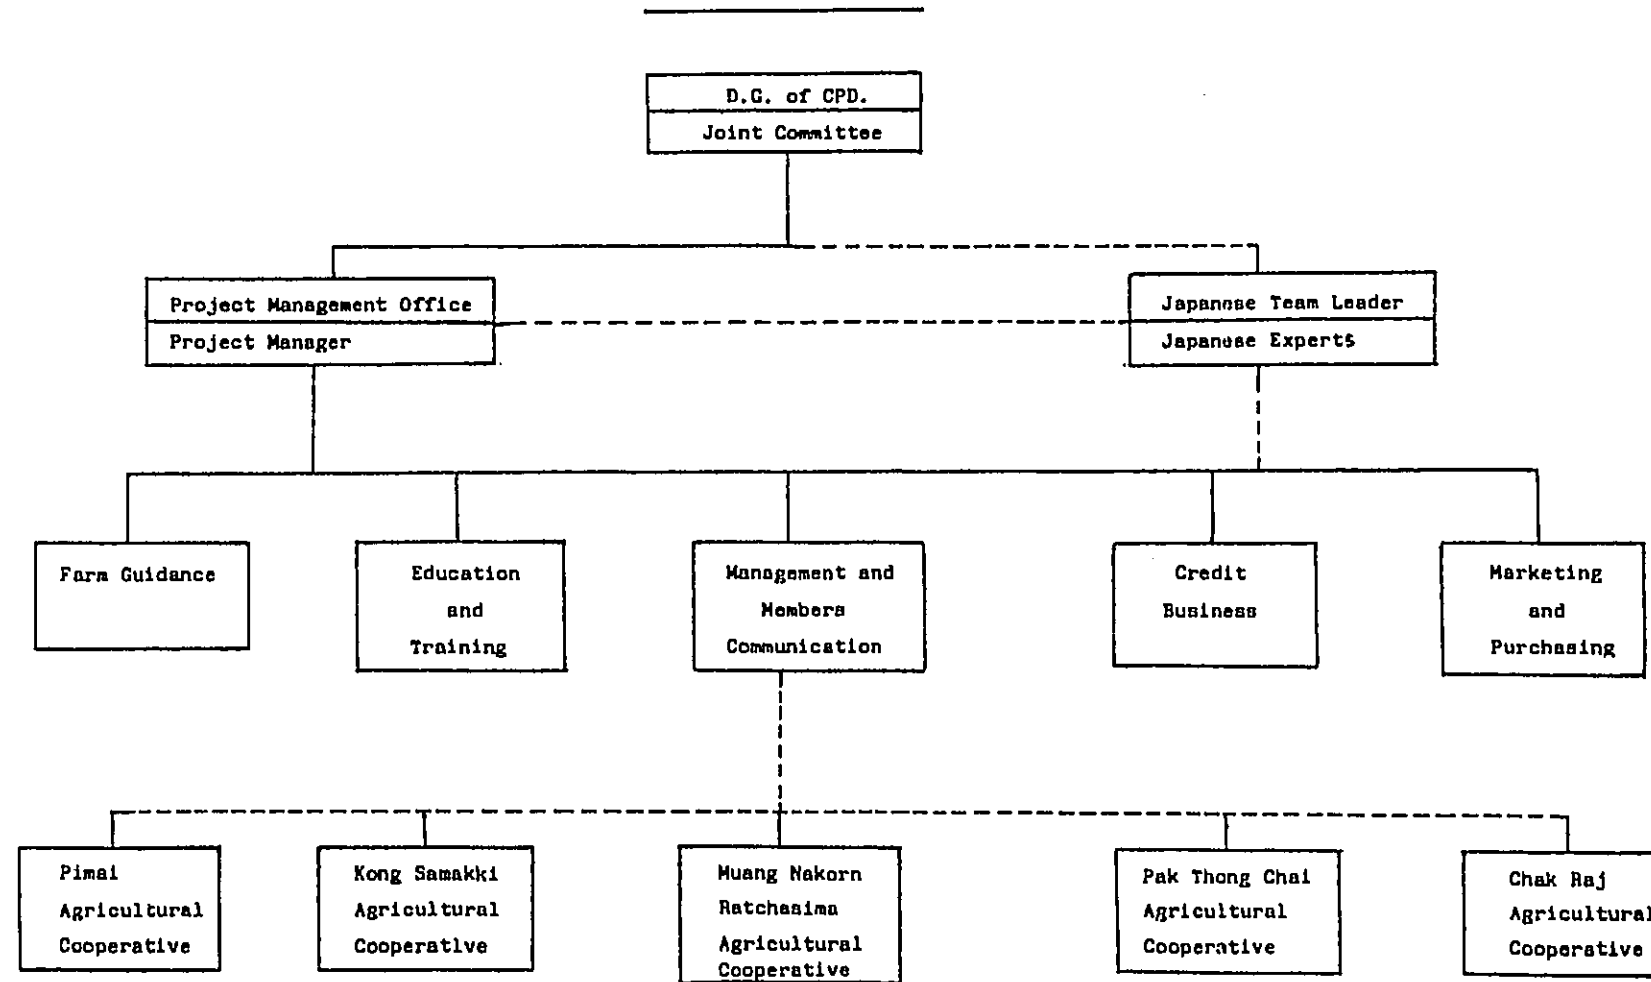 D.G. of CPD.
Joint Committee
Project Management Office
Project Manager
Japanese Team Leader
Japanese Experts
Farm Guidance
Education
and
Training
Management and
Members
Communication
Credit
Business
Marketing
and
Purchasing
Pimai
Agricultural
Cooperative
Kong Samakki
Agricultural
Cooperative
Muang Nakorn
Ratchasima
Agricultural
Cooperative
Pak Thong Chai
Agricultural
Cooperative
Chak Raj
Agricultural
Cooperative